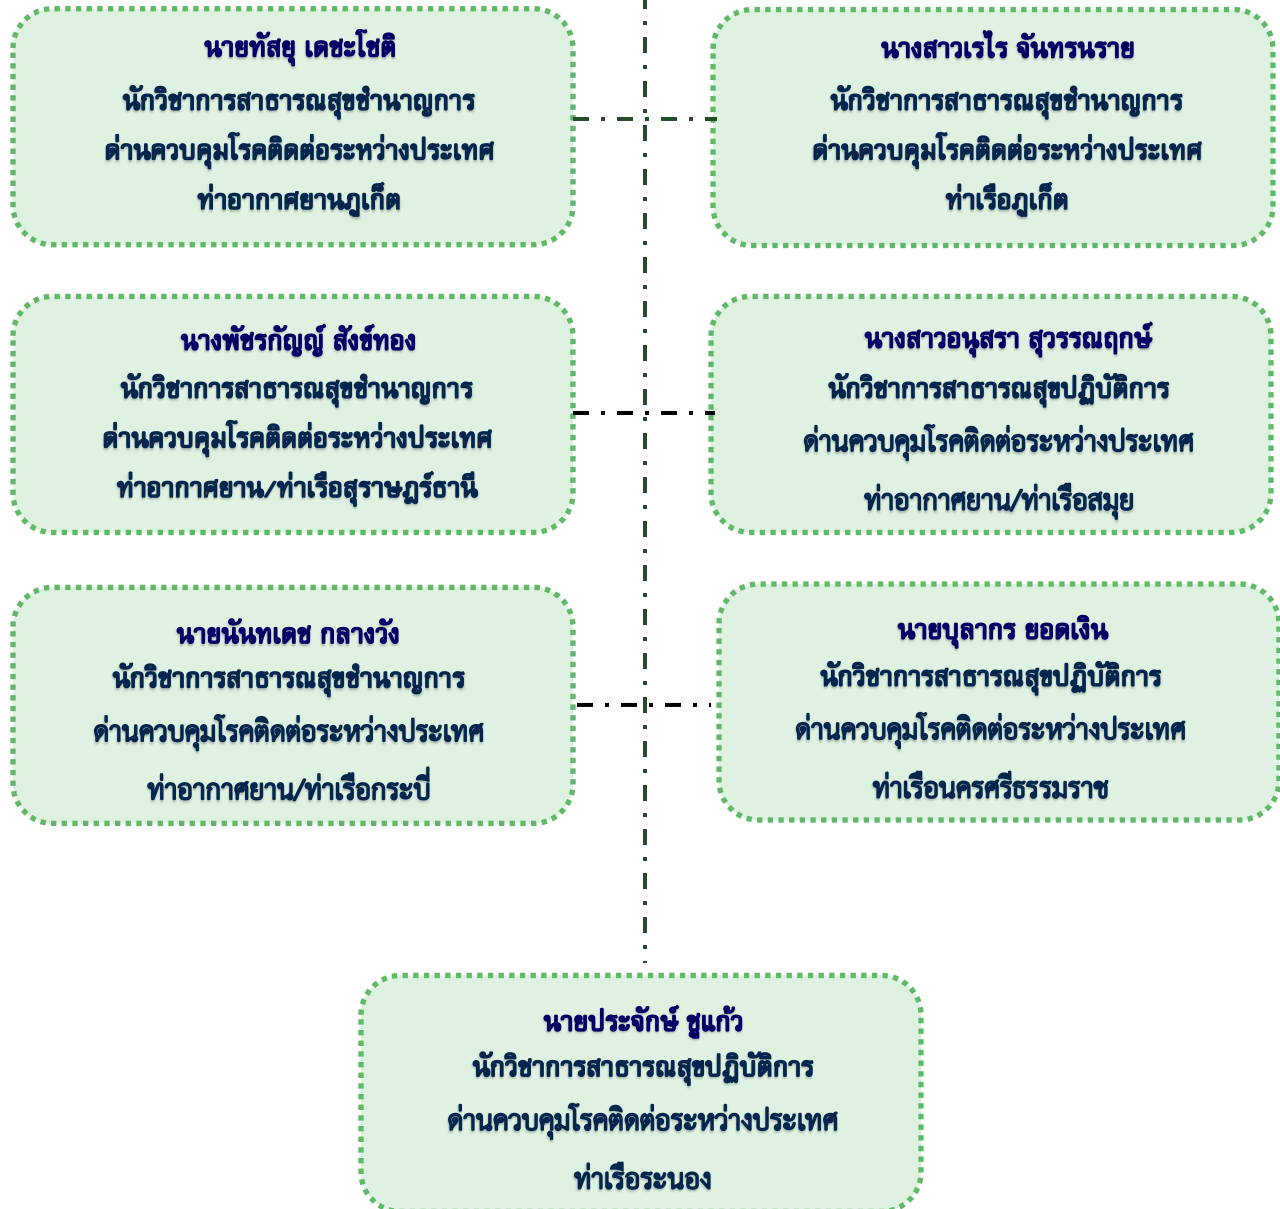 นายทัสยุ เดชะโชติ
นักวิชาการสาธารณสุขชำนาญการ
ด่านควบคุมโรคติดต่อระหว่างประเทศ
ท่าอากาศยานภูเก็ต
นางสาวเรไร จันทรนราย
นักวิชาการสาธารณสุขชำนาญการ
ด่านควบคุมโรคติดต่อระหว่างประเทศ
ท่าเรือภูเก็ต
นางพัชรกัญญ์ สังข์ทอง
นักวิชาการสาธารณสุขชำนาญการ
ด่านควบคุมโรคติดต่อระหว่างประเทศ
ท่าอากาศยาน/ท่าเรือสุราษฎร์ธานี
นางสาวอนุสรา สุวรรณฤกษ์
นักวิชาการสาธารณสุขปฏิบัติการ
ด่านควบคุมโรคติดต่อระหว่างประเทศ
ท่าอากาศยาน/ท่าเรือสมุย
นายนันทเดช กลางวัง
นักวิชาการสาธารณสุขชำนาญการ
ด่านควบคุมโรคติดต่อระหว่างประเทศ
ท่าอากาศยาน/ท่าเรือกระบี่
นายบุลากร ยอดเงิน
นักวิชาการสาธารณสุขปฏิบัติการ
ด่านควบคุมโรคติดต่อระหว่างประเทศ
ท่าเรือนครศรีธรรมราช
นายประจักษ์ ชูแก้ว
นักวิชาการสาธารณสุขปฏิบัติการ
ด่านควบคุมโรคติดต่อระหว่างประเทศ
ท่าเรือระนอง